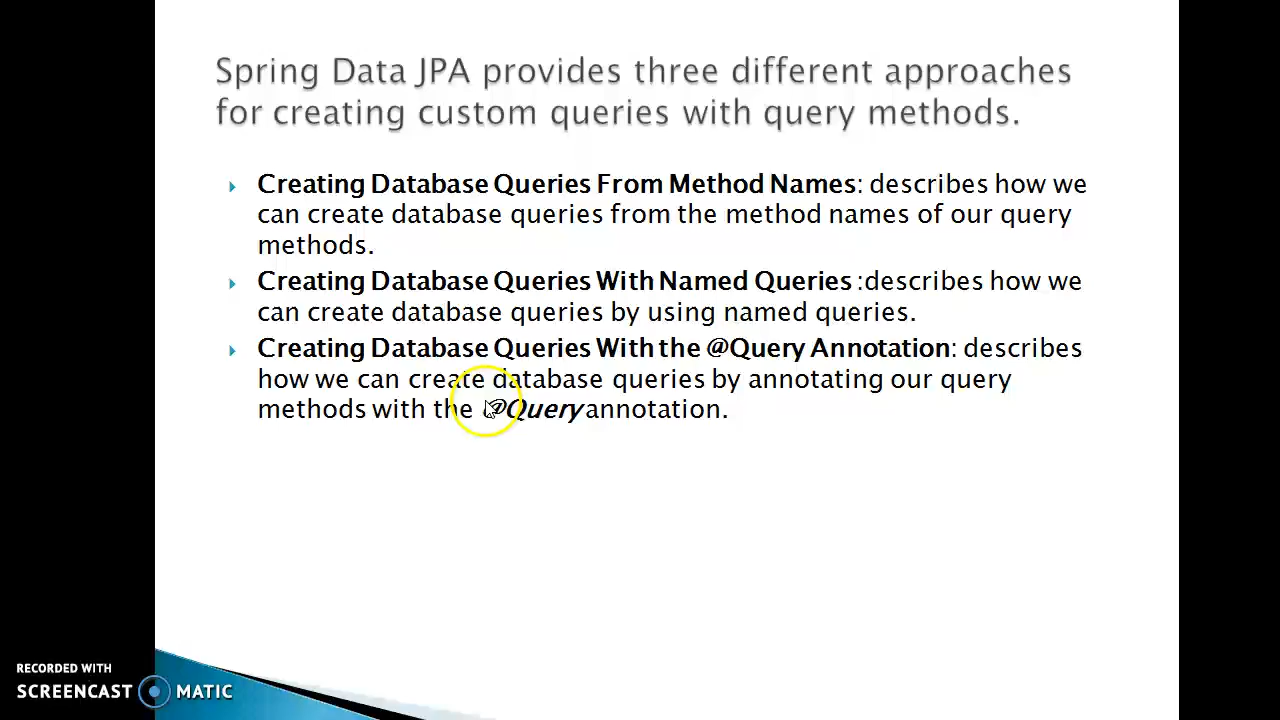 Spring Data JPA provides three different approaches
for creating custom queries with query methods.
Creating Database Queries From Method Names: describes how we
can create database queries from the method names of our query
methods.
Creating Database Queries With Named Queries :describes how we
can create database queries by using named queries.
Creating Database Queries With the @Query Annotation: describes
how we can create database queries by annotating our query
methods with the @Query annotation.
RECORDED WITH
SCREENCAST MATIC